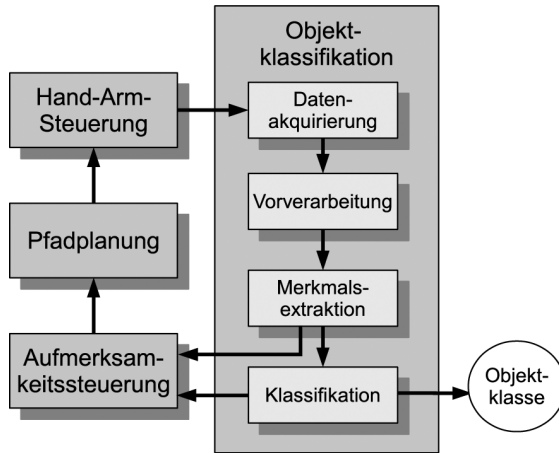 Objekt-
klassifikation
Hand-Arm-
Steuerung
Daten-
akquirierung
Vorverarbeitung
Pfadplanung
Merkmals-
extraktion
Aufmerksam-
keitssteuerung
Klassifikation
Objekt-
klasse